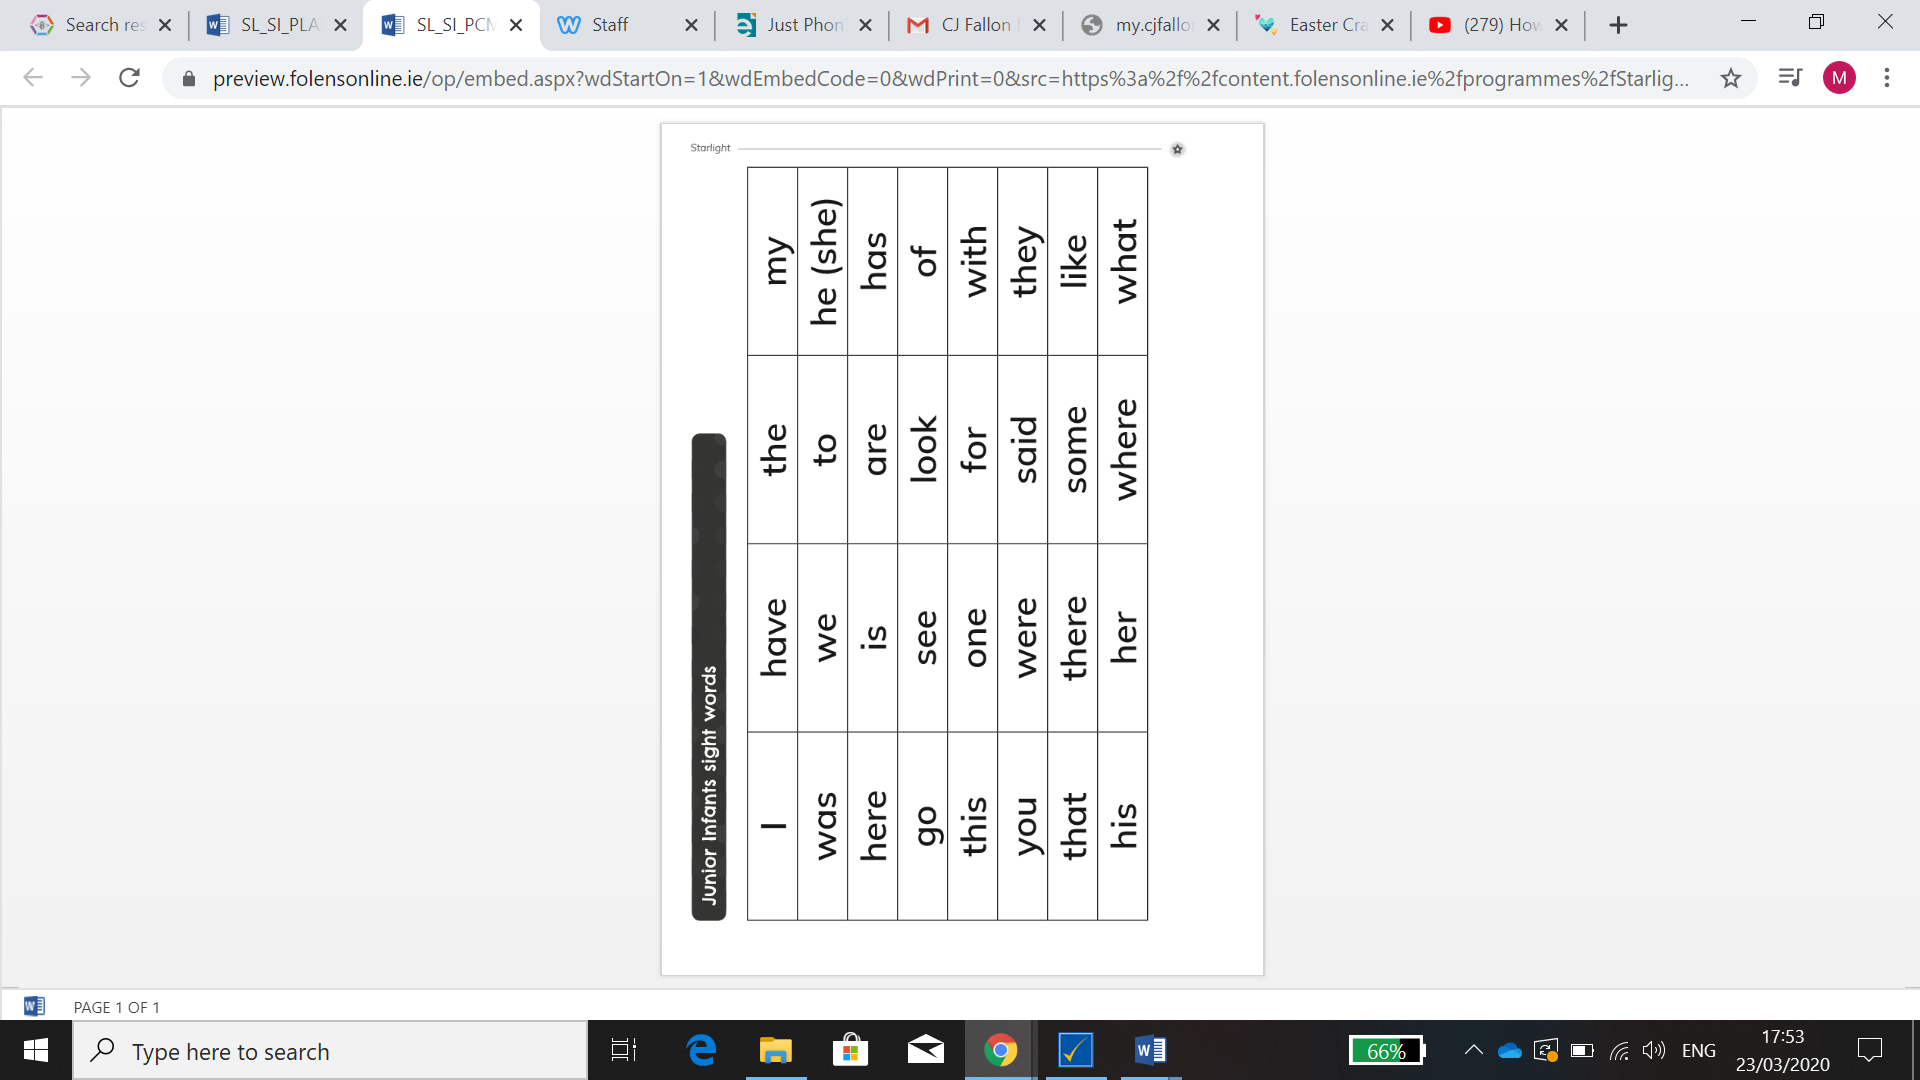 Search res
SL_SI_PLA
SL_SI_PCM
Staff
Just Phon
CJ Fallon
my.cjfallo
Easter Cra
(279) How
preview.folensonline.ie/op/embed.aspx?wdStartOn=1&wdEmbedCode=0&wdPrint=0&src=https%3a%2f%2fcontent.folensonline.ie%2fprogrammes%2fStarlig...
M
Starlight
Junior Infants sight words
I have the my
was we to he (she)
here is are has
go see look of
this one for with
you were said they
that there some like
his her where what
PAGE 1 OF 1
Type here to search
66%
ENG
17:53
23/03/2020